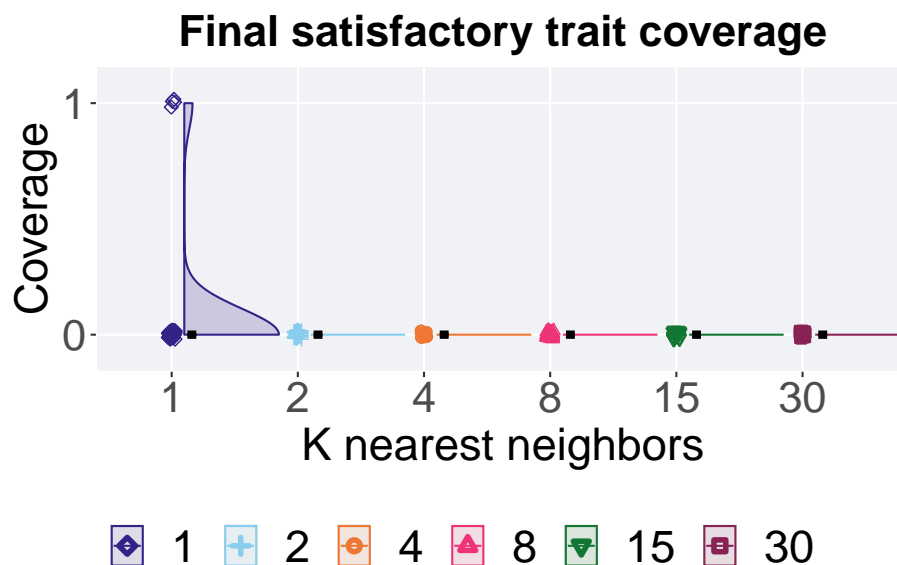 Final satisfactory trait coverage
Coverage
1
0
1 2 4 8 15 30
K nearest neighbors
1 2 4 8 15 30